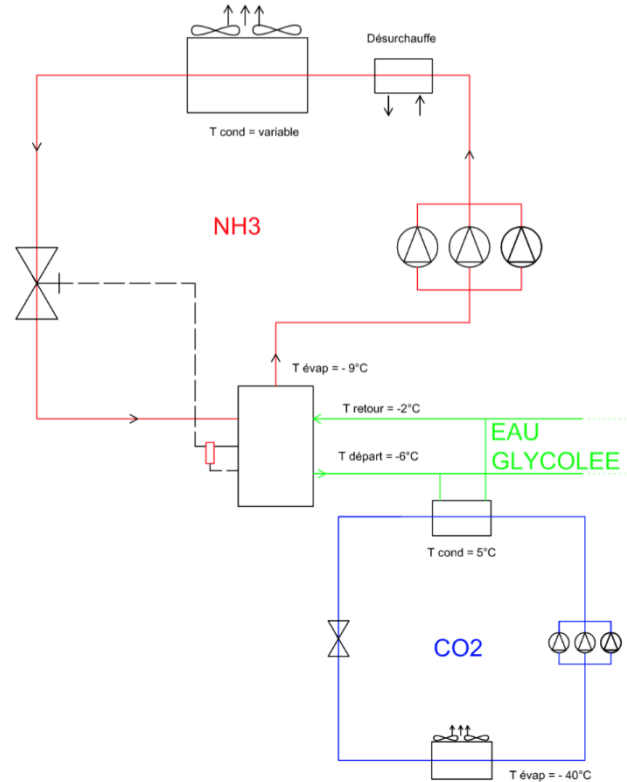 Désurchauffe
T cond = variable
NH3
T évap = - 9°C
T retour = -2°C
EAU
GLYCOLEE
T départ = -6°C
T cond = 5°C
CO2
T évap = - 40°C